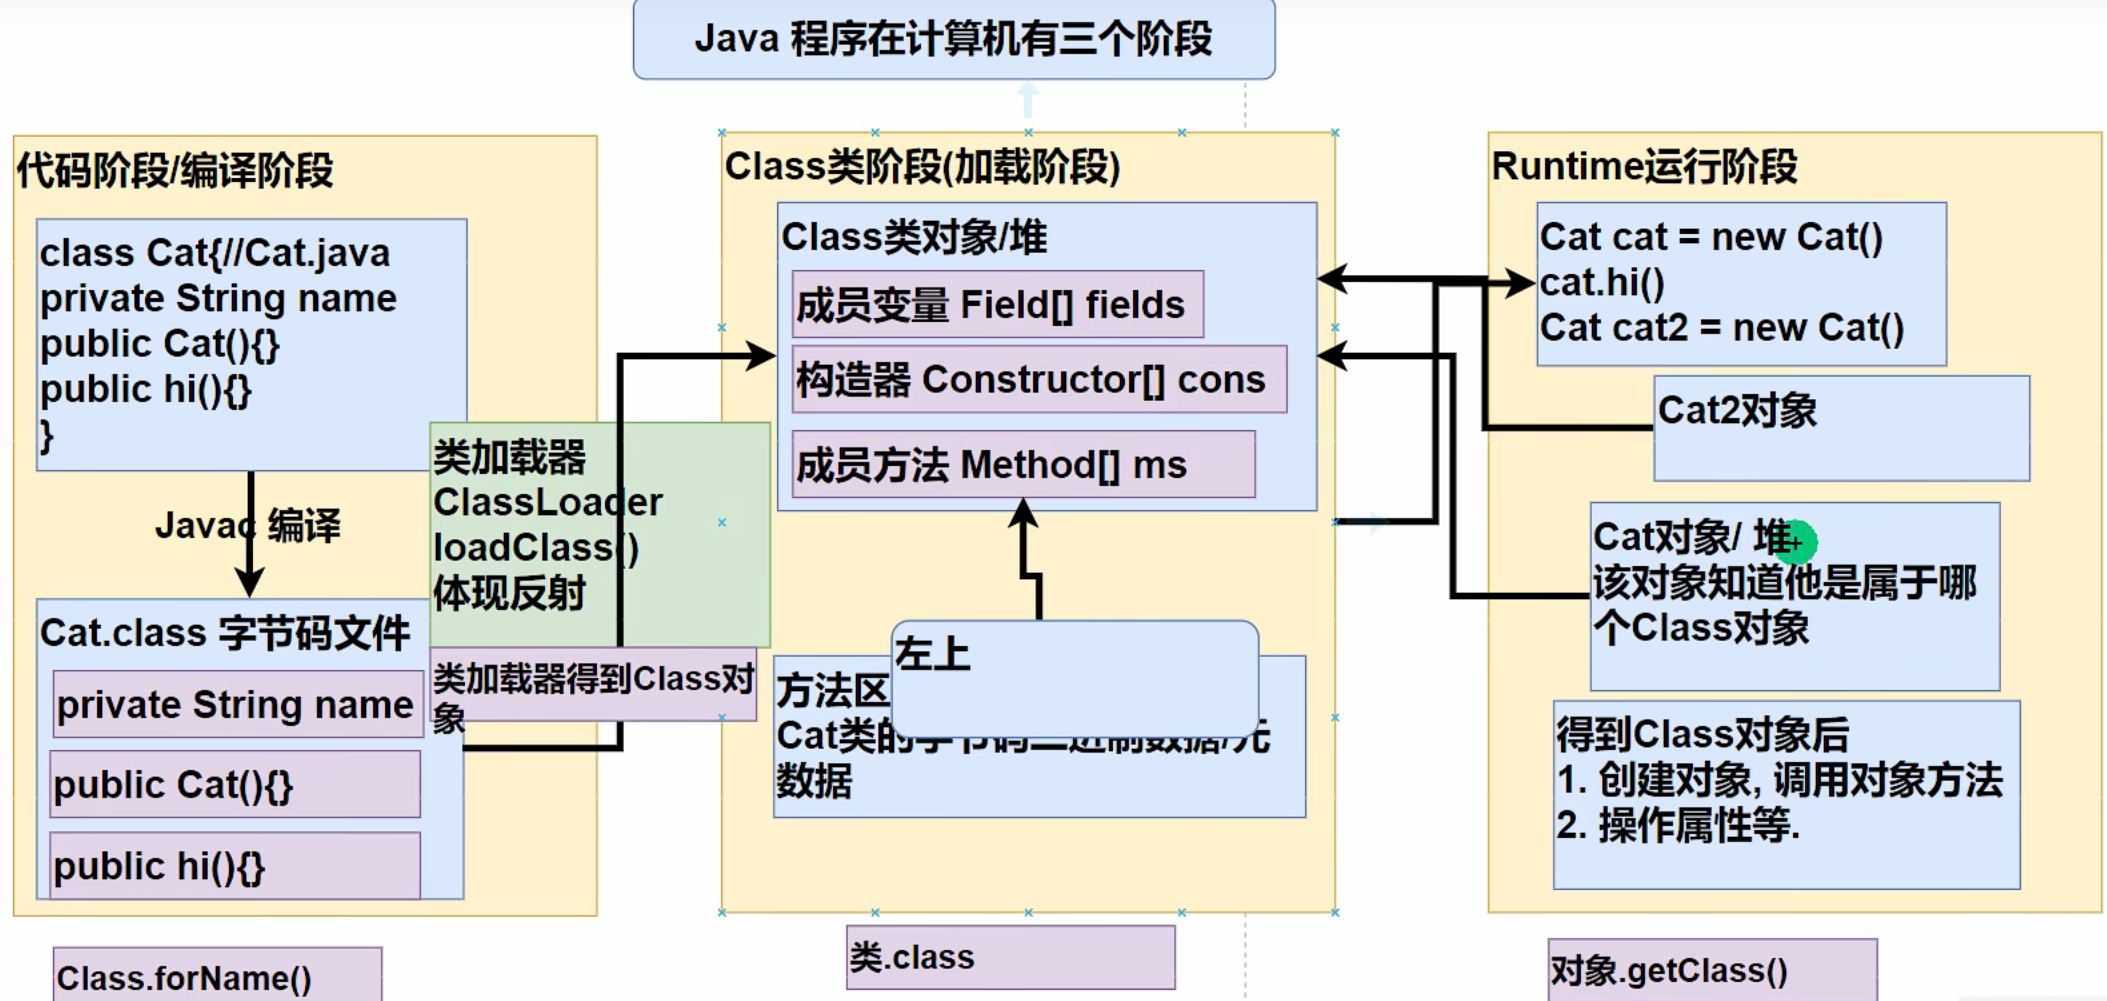 Java 程序在计算机有三个阶段
代码阶段/编译阶段
class Cat{//Cat.java
private String name
public Cat(){}
public hi(){}
}
Javac 编译
Cat.class 字节码文件
private String name
public Cat(){}
public hi(){}
Class.forName()
类加载器
ClassLoader
loadClass()
体现反射
类加载器得到Class对
象
Class类阶段(加载阶段)
Class类对象/堆
成员变量 Field[] fields
构造器 Constructor[] cons
成员方法 Method[] ms
左上
方法区
Cat类的字节码二进制数据/元
数据
类.class
Runtime运行阶段
Cat cat = new Cat()
cat.hi()
Cat cat2 = new Cat()
Cat2对象
Cat对象/ 堆
该对象知道他是属于哪
个Class对象
得到Class对象后
1. 创建对象, 调用对象方法
2. 操作属性等.
对象.getClass()